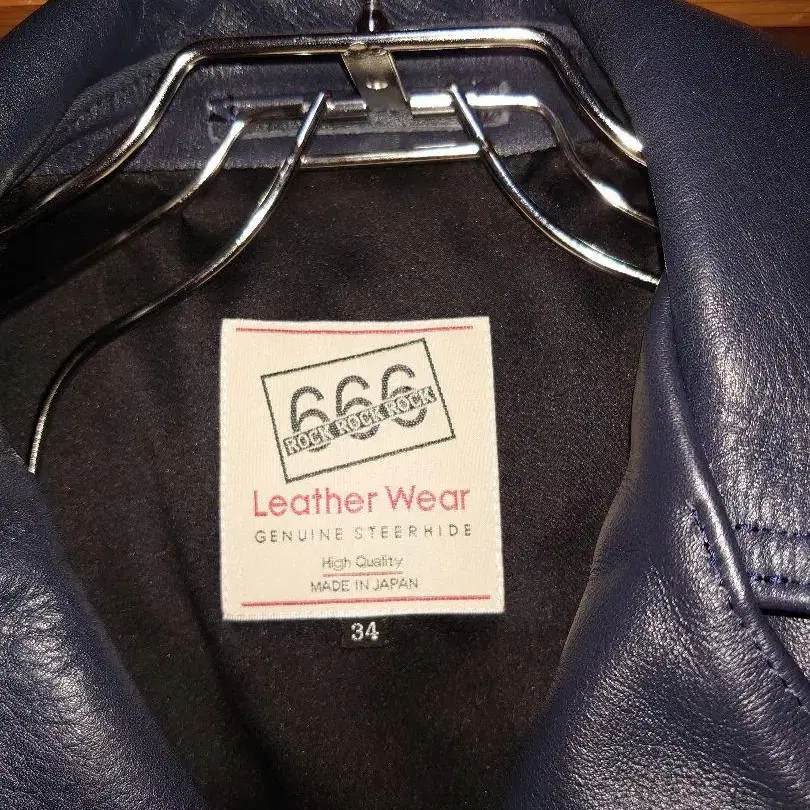 666
ROCK ROCK ROCK
Leather Wear
GENUINE STEERHIDE
High Quality
MADE IN JAPAN
34